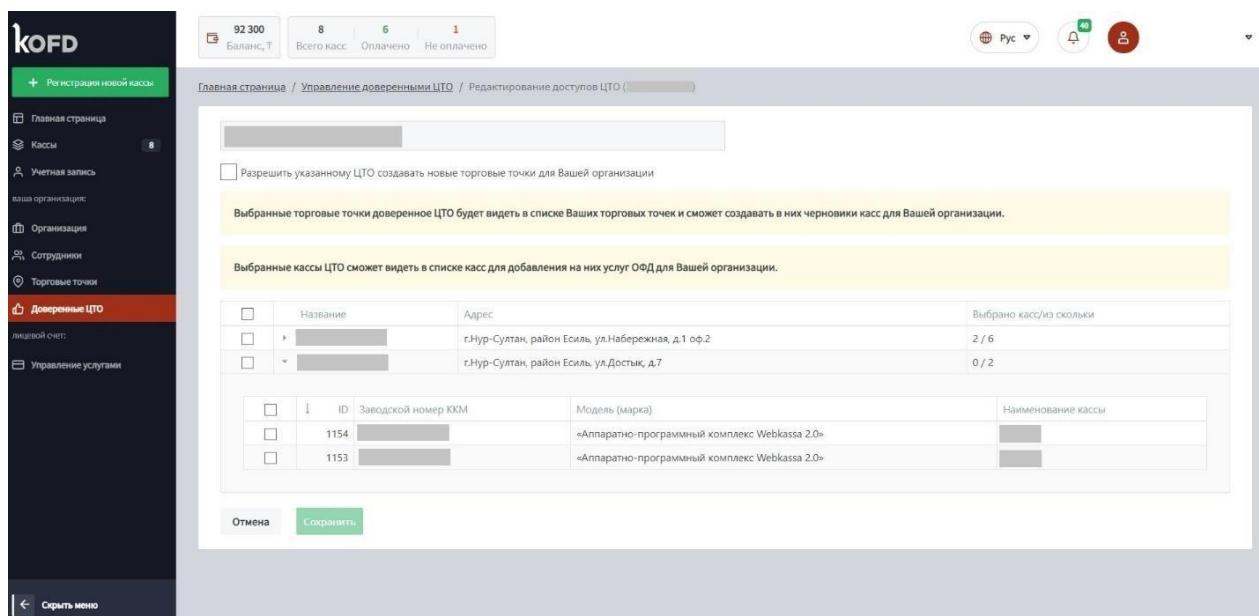 kOFD
92 300
Баланс, ₸
8
Всего касс
6
Оплачено
1
Не оплачено
Рус
40
+ Регистрация новой кассы
Главная страница
Кассы 8
Учетная запись
ваша организация:
Организация
Сотрудники
Торговые точки
Доверенные ЦТО
лицевой счет:
Управление услугами
Скрыть меню
Главная страница / Управление доверенными ЦТО / Редактирование доступов ЦТО ( )
Разрешить указанному ЦТО создавать новые торговые точки для Вашей организации
Выбранные торговые точки доверенное ЦТО будет видеть в списке Ваших торговых точек и сможет создавать в них черновики касс для Вашей организации.
Выбранные кассы ЦТО сможет видеть в списке касс для добавления на них услуг ОФД для Вашей организации.
Название Адрес Выбрано касс/из скольки
г.Нур-Султан, район Есиль, ул.Набережная, д.1 оф.2 2 / 6
г.Нур-Султан, район Есиль, ул.Достык, д.7 0 / 2
ID Заводской номер ККМ Модель (марка) Наименование кассы
1154 «Аппаратно-программный комплекс Webkassa 2.0»
1153 «Аппаратно-программный комплекс Webkassa 2.0»
Отмена Сохранить